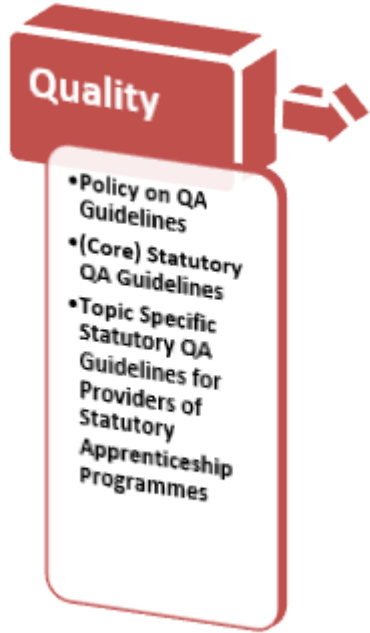 Quality
•Policy on QA
Guidelines
•(Core) Statutory
QA Guidelines
•Topic Specific
Statutory QA
Guidelines for
Providers of
Statutory
Apprenticeship
Programmes